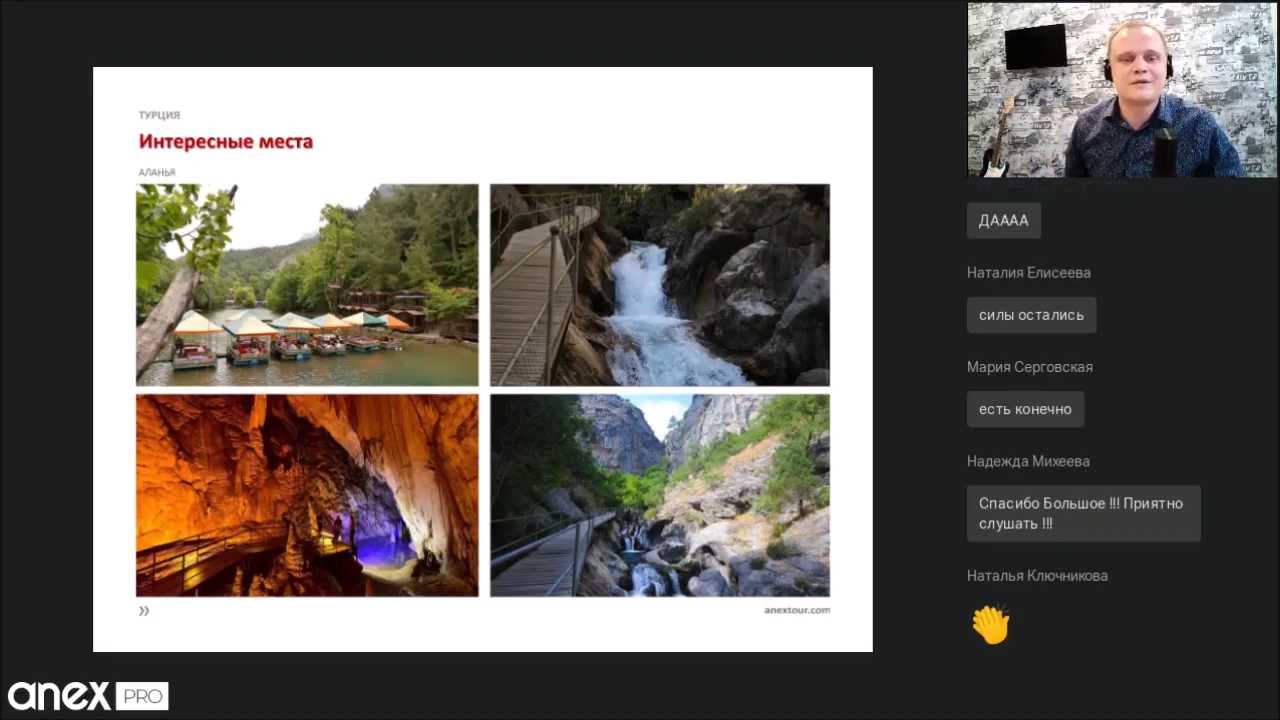 ТУРЦИЯ
Интересные места
АЛАНЬЯ
»
anextour.com
anex PRO
ДАААА
Наталия Елисеева
силы остались
Мария Серговская
есть конечно
Надежда Михеева
Спасибо Большое !!! Приятно
слушать !!!
Наталья Ключникова